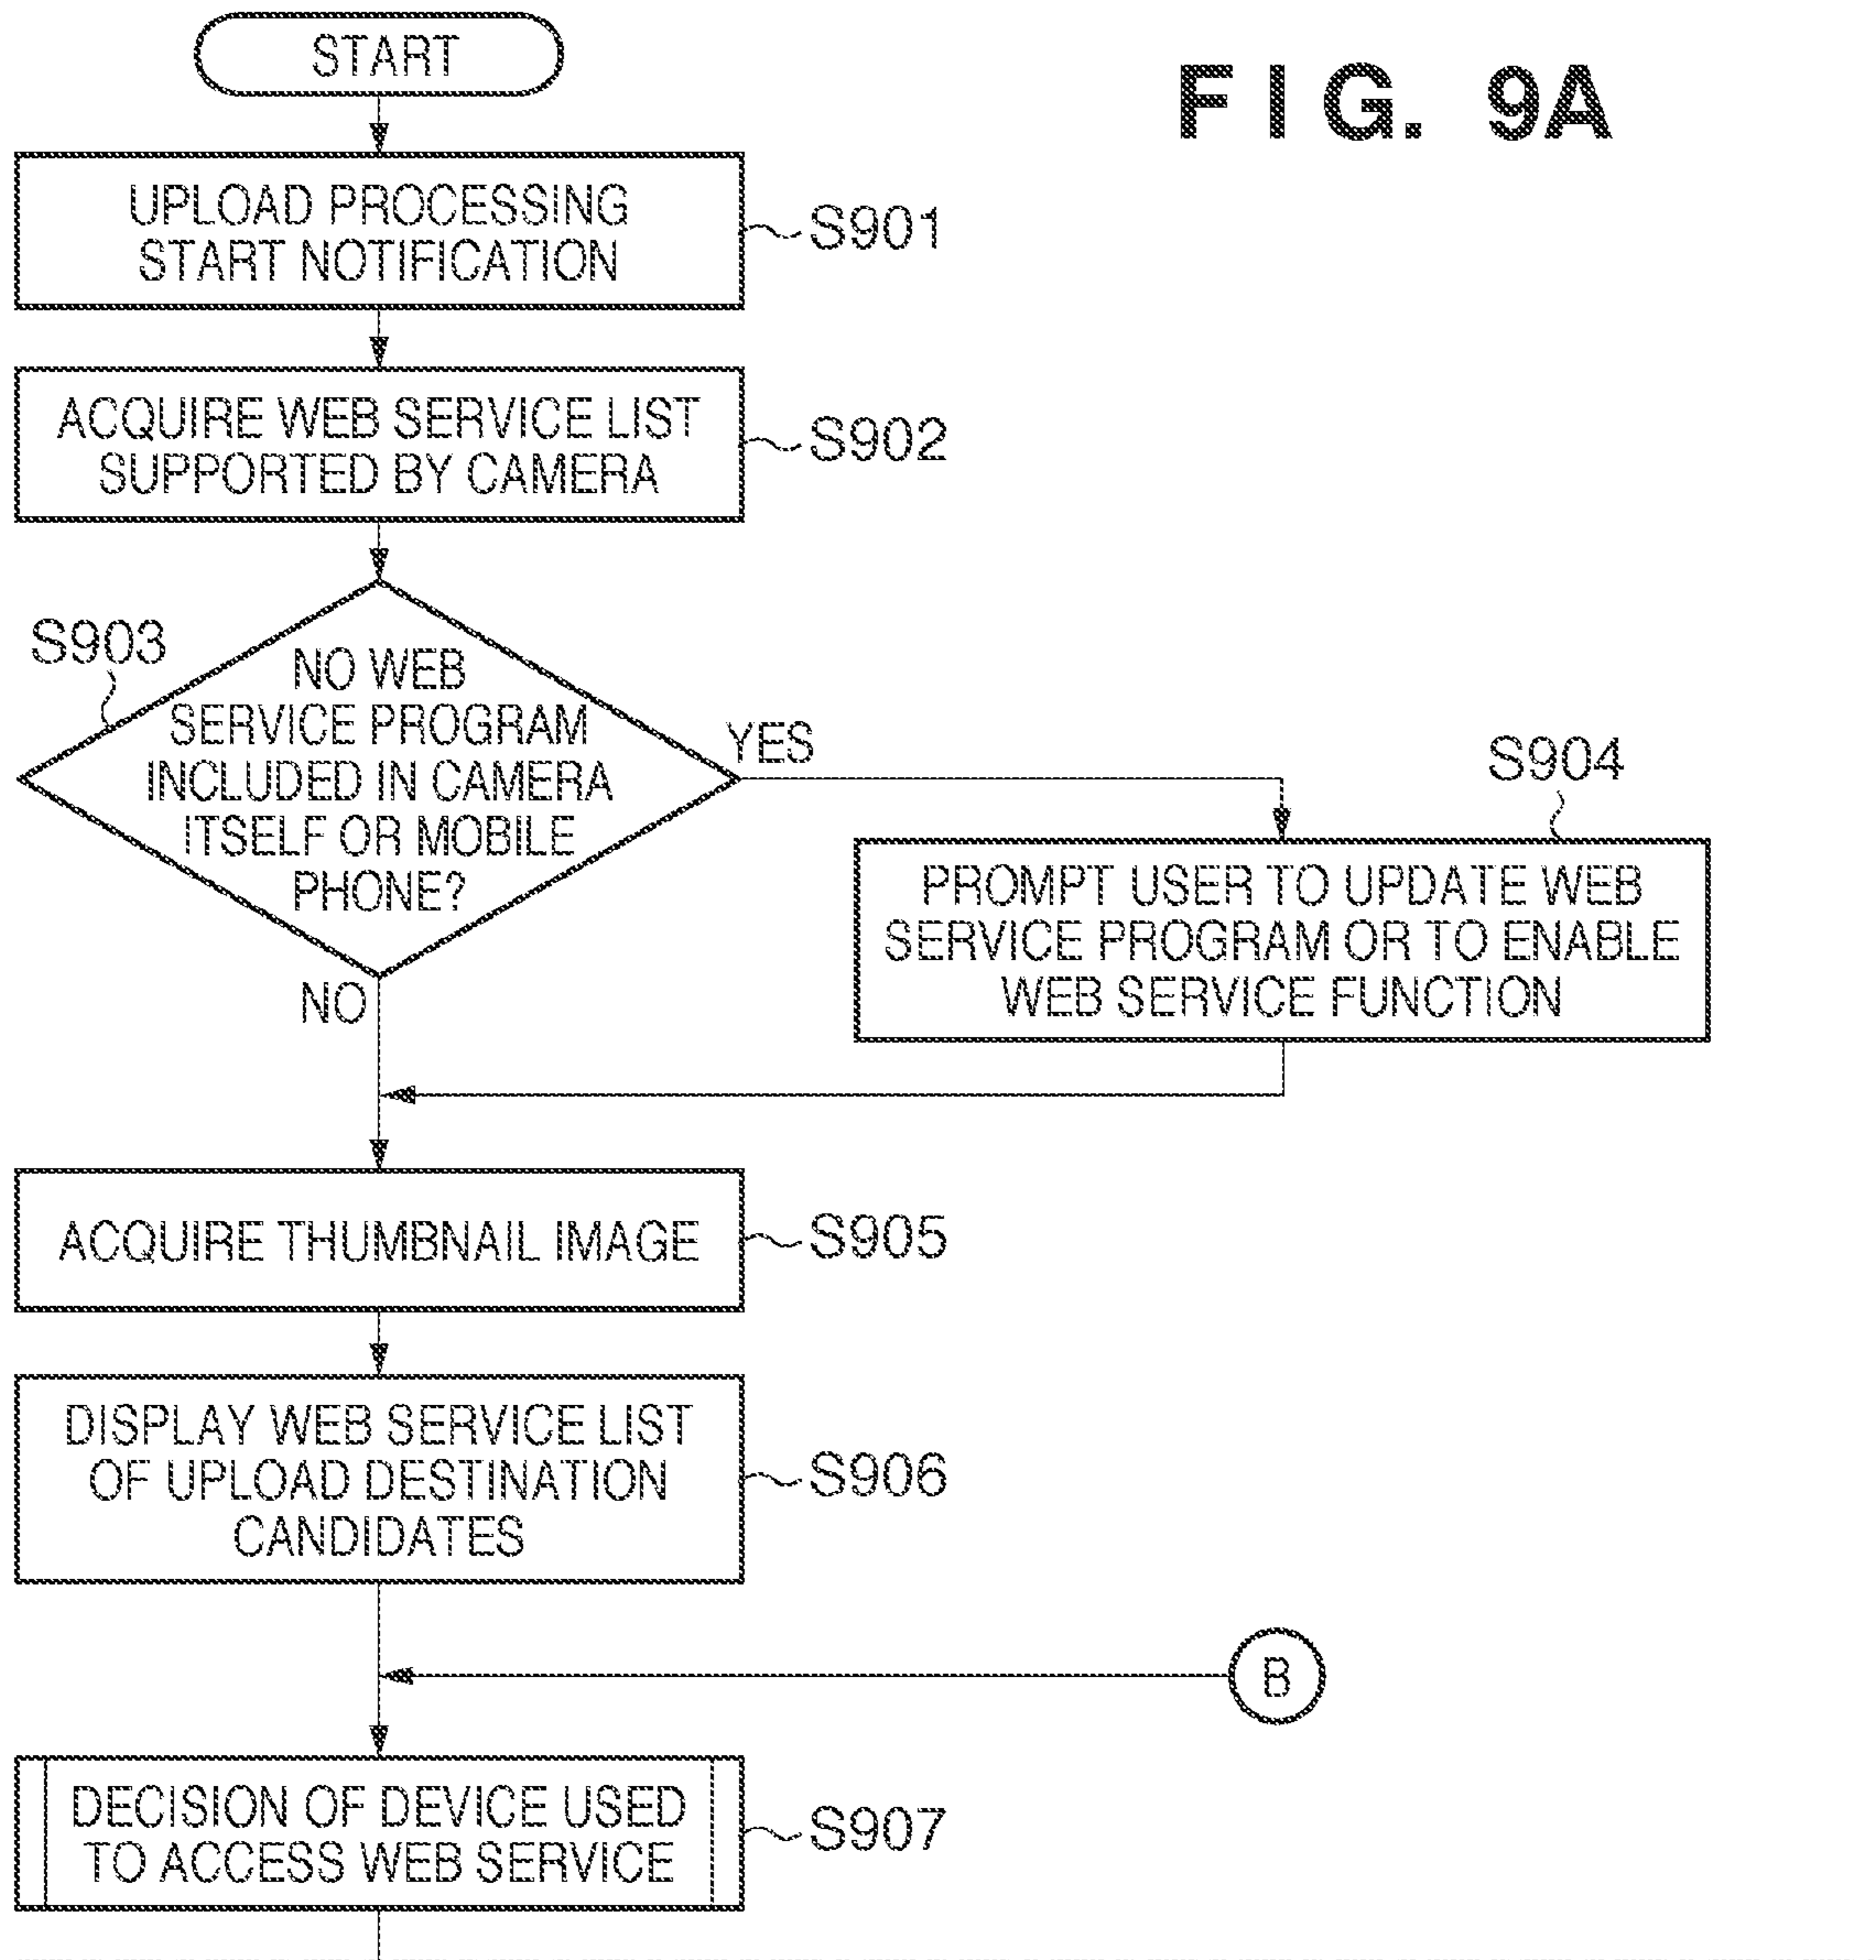 START
FIG. 9A
UPLOAD PROCESSING
START NOTIFICATION
S901
ACQUIRE WEB SERVICE LIST
SUPPORTED BY CAMERA
S902
S903
NO WEB
SERVICE PROGRAM
INCLUDED IN CAMERA
ITSELF OR MOBILE
PHONE?
YES
NO
S904
PROMPT USER TO UPDATE WEB
SERVICE PROGRAM OR TO ENABLE
WEB SERVICE FUNCTION
ACQUIRE THUMBNAIL IMAGE
S905
DISPLAY WEB SERVICE LIST
OF UPLOAD DESTINATION
CANDIDATES
S906
B
DECISION OF DEVICE USED
TO ACCESS WEB SERVICE
S907